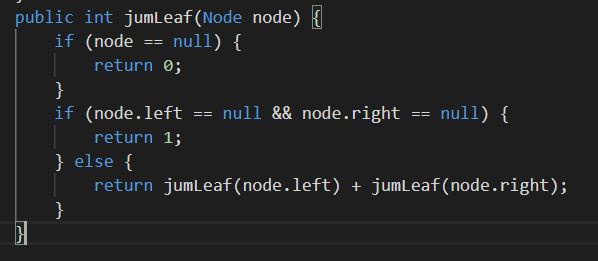 public int jumLeaf(Node node) {
    if (node == null) {
        return 0;
    }
    if (node.left == null && node.right == null) {
        return 1;
    } else {
        return jumLeaf(node.left) + jumLeaf(node.right);
    }
}